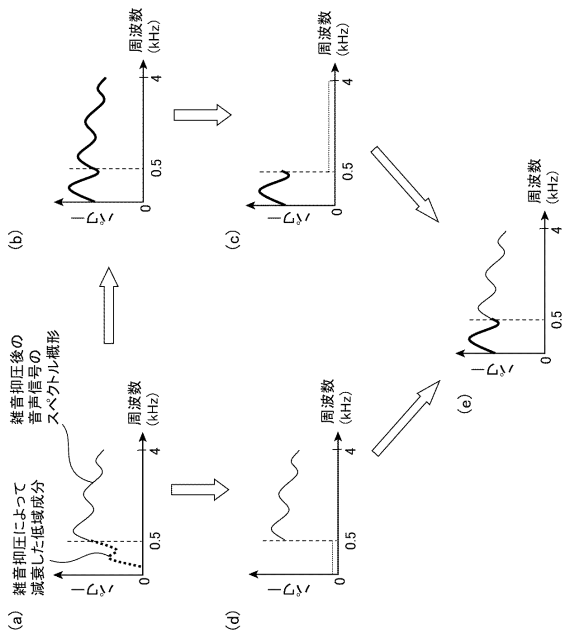 (a)
雑音抑圧によって
減衰した低域成分
雑音抑圧後の
音声信号の
スペクトル概形
パワー
0
0.5
4
周波数
(kHz)
(b)
パワー
0
0.5
4
周波数
(kHz)
(d)
パワー
0
0.5
4
周波数
(kHz)
(c)
パワー
0
0.5
4
周波数
(kHz)
(e)
パワー
0
0.5
4
周波数
(kHz)